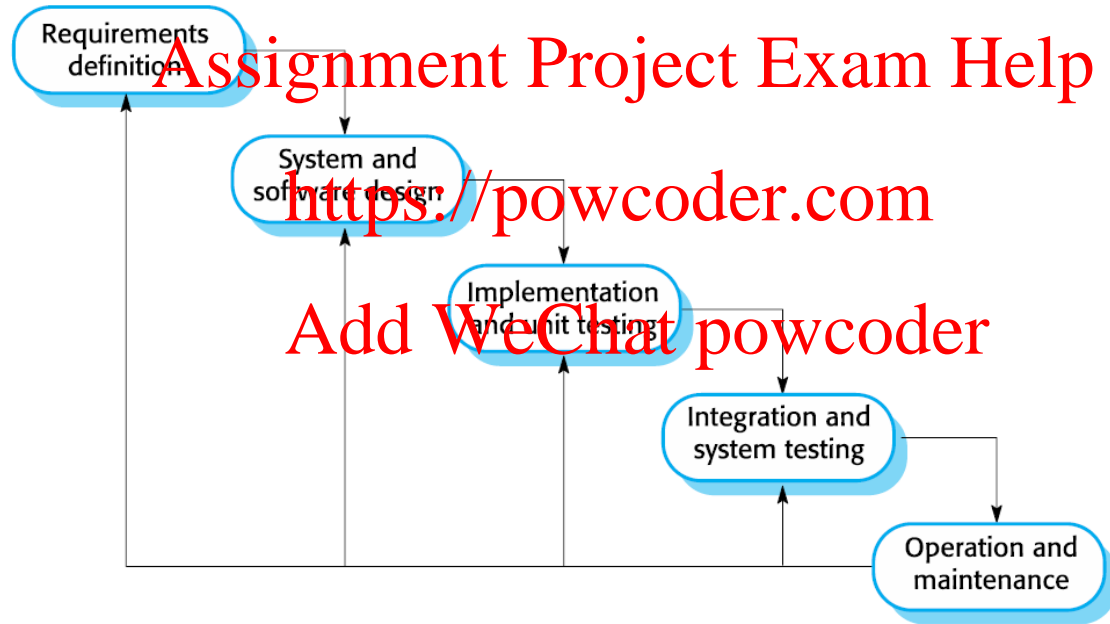 Requirements
definition
Assignment Project Exam Help
System and
software design
https://powcoder.com
Implementation
and unit testing
Add WeChat powcoder
Integration and
system testing
Operation and
maintenance